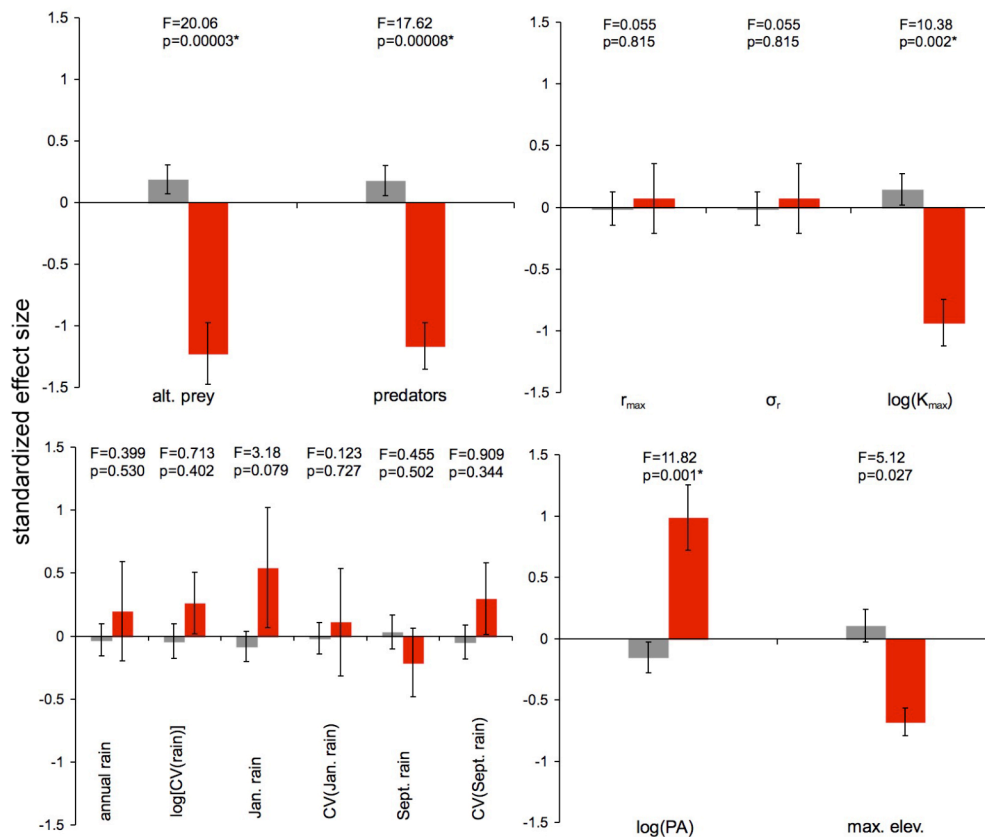 standardized effect size
1.5
1
0.5
0
-0.5
-1
-1.5
F=20.06
p=0.00003*
F=17.62
p=0.00008*
alt. prey
predators
1.5
1
0.5
0
-0.5
-1
-1.5
F=0.055
p=0.815
F=0.055
p=0.815
F=10.38
p=0.002*
rmax
σr
log(Kmax)
1.5
1
0.5
0
-0.5
-1
-1.5
F=0.399
p=0.530
F=0.713
p=0.402
F=3.18
p=0.079
F=0.123
p=0.727
F=0.455
p=0.502
F=0.909
p=0.344
annual rain
log[CV(rain)]
Jan. rain
CV(Jan. rain)
Sept. rain
CV(Sept. rain)
1.5
1
0.5
0
-0.5
-1
-1.5
F=11.82
p=0.001*
F=5.12
p=0.027
log(PA)
max. elev.